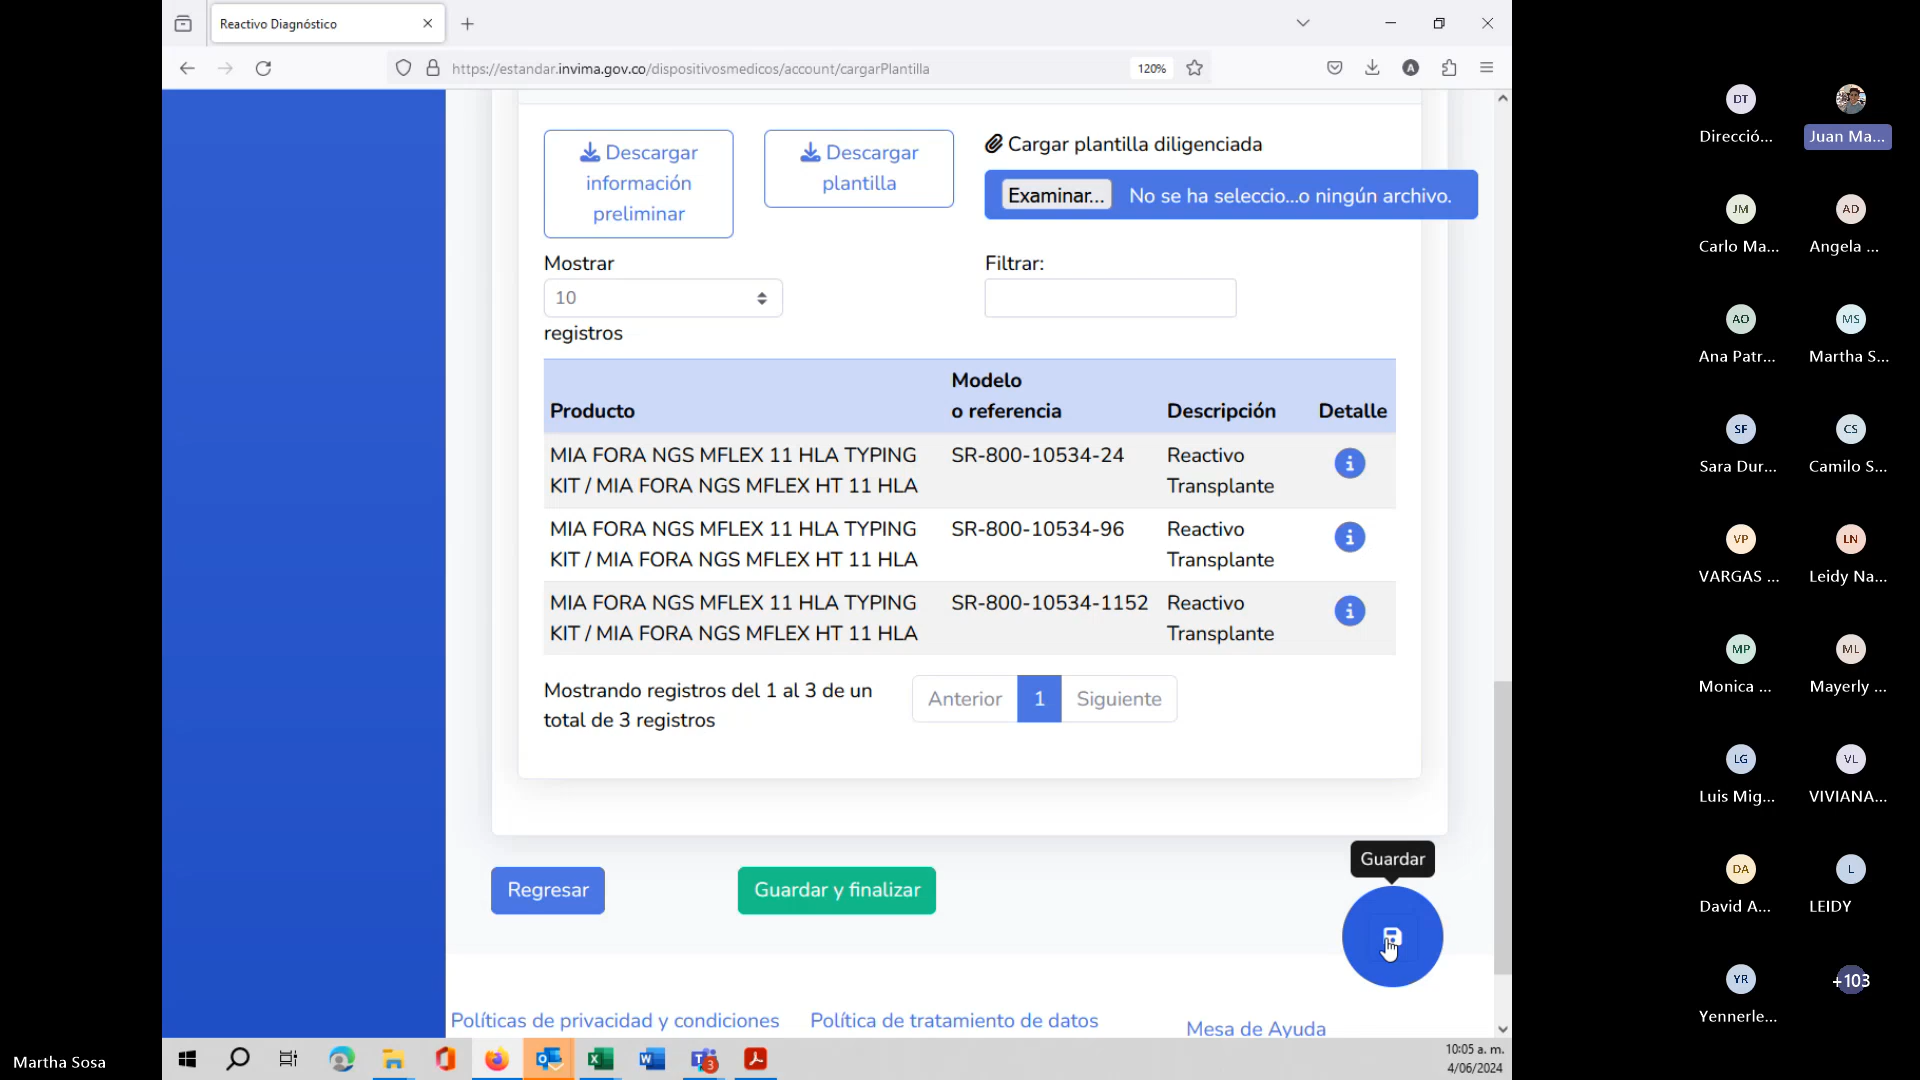 Reactivo Diagnóstico
https://estandar.invima.gov.co/dispositivosmedicos/account/cargarPlantilla
120%
A
Descargar
información
preliminar
Descargar
plantilla
Cargar plantilla diligenciada
Examinar... No se ha seleccio...o ningún archivo.
Mostrar
10
registros
Filtrar:
Producto
Modelo
o referencia
Descripción
Detalle
MIA FORA NGS MFLEX 11 HLA TYPING
KIT / MIA FORA NGS MFLEX HT 11 HLA
SR-800-10534-24
Reactivo
Transplante
MIA FORA NGS MFLEX 11 HLA TYPING
KIT / MIA FORA NGS MFLEX HT 11 HLA
SR-800-10534-96
Reactivo
Transplante
MIA FORA NGS MFLEX 11 HLA TYPING
KIT / MIA FORA NGS MFLEX HT 11 HLA
SR-800-10534-1152
Reactivo
Transplante
Mostrando registros del 1 al 3 de un
total de 3 registros
Anterior 1 Siguiente
Guardar
Regresar
Guardar y finalizar
Políticas de privacidad y condiciones
Política de tratamiento de datos
Mesa de Ayuda
3
10:05 a. m.
4/06/2024
Martha Sosa
DT
Direcció...
Juan Ma...
JM
Carlo Ma...
AD
Angela ...
AO
Ana Patr...
MS
Martha S...
SF
Sara Dur...
CS
Camilo S...
VP
VARGAS ...
LN
Leidy Na...
MP
Monica ...
ML
Mayerly ...
LG
Luis Mig...
VL
VIVIANA...
DA
David A...
L
LEIDY
YR
Yennerle...
+103